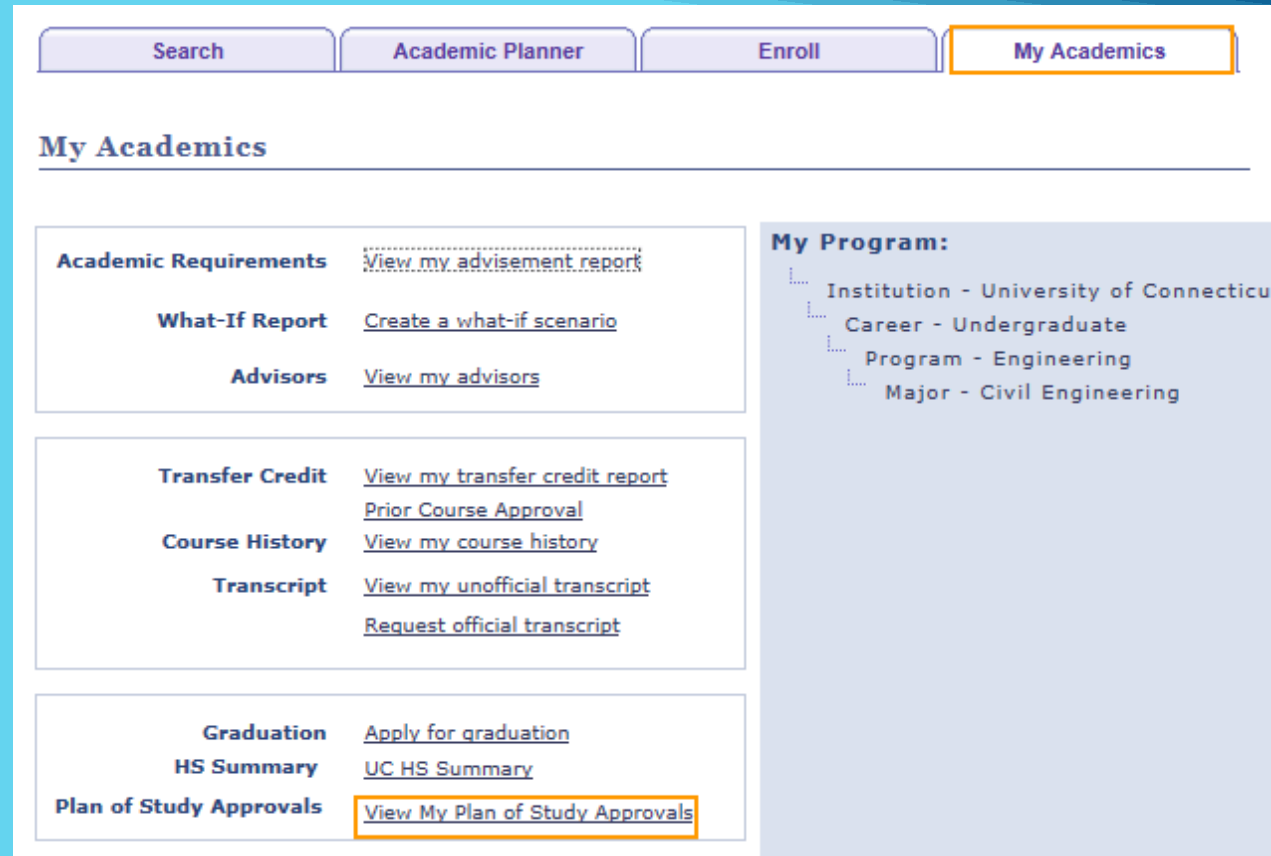 Search Academic Planner Enroll My Academics
My Academics
Academic Requirements View my advisement report
What-If Report Create a what-if scenario
Advisors View my advisors
Transfer Credit View my transfer credit report
Prior Course Approval
Course History View my course history
Transcript View my unofficial transcript
Request official transcript
Graduation Apply for graduation
HS Summary UC HS Summary
Plan of Study Approvals View My Plan of Study Approvals
My Program:
Institution - University of Connecticu
Career - Undergraduate
Program - Engineering
Major - Civil Engineering